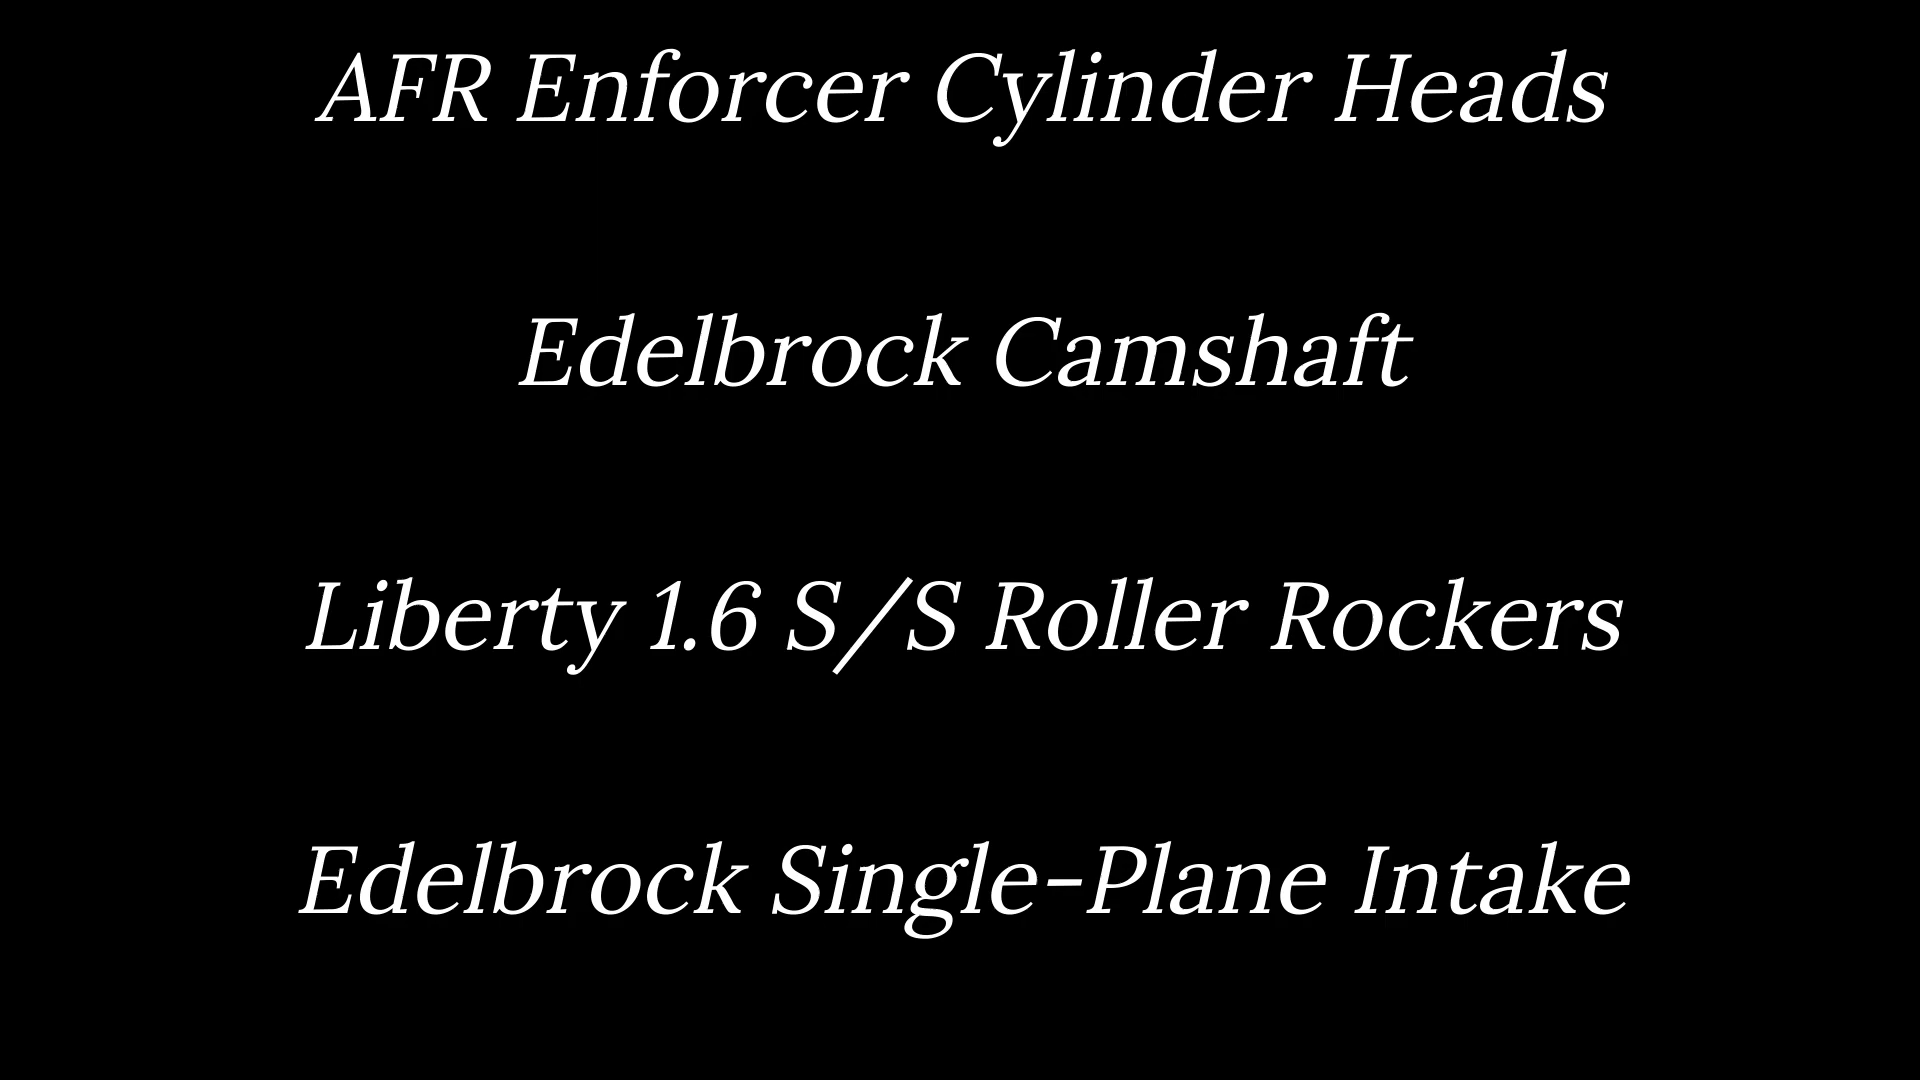 AFR Enforcer Cylinder Heads
Edelbrock Camshaft
Liberty 1.6 S/S Roller Rockers
Edelbrock Single-Plane Intake